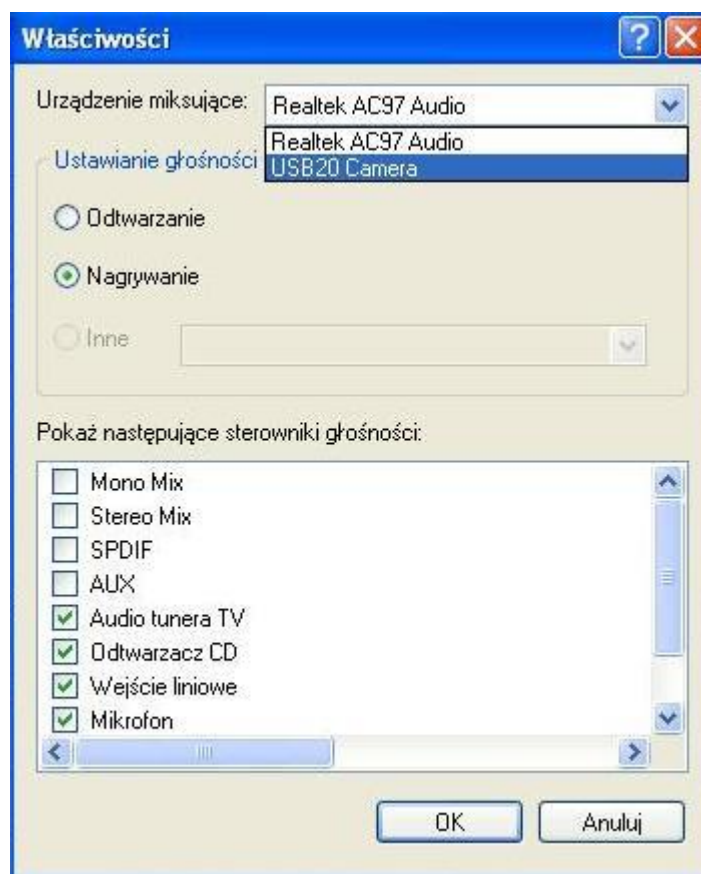 Właściwości
Urządzenie miksujące: Realtek AC97 Audio
Realtek AC97 Audio
Ustawianie głośności USB20 Camera
Odtwarzanie
Nagrywanie
Inne
Pokaż następujące sterowniki głośności:
Mono Mix
Stereo Mix
SPDIF
AUX
Audio tunera TV
Odtwarzacz CD
Wejście liniowe
Mikrofon
OK Anuluj